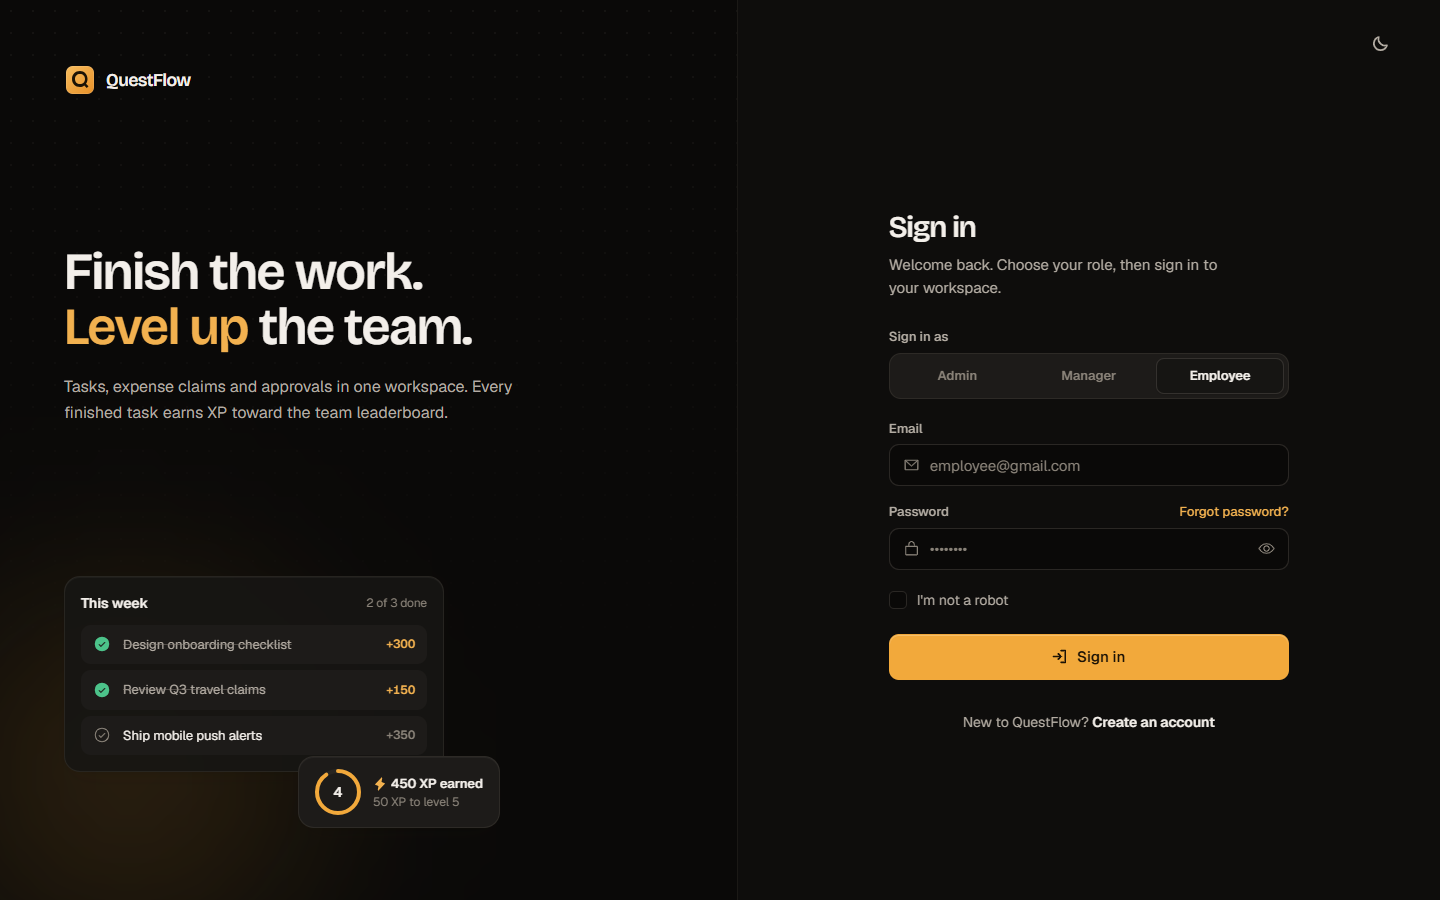 QuestFlow
Finish the work.
Level up the team.
Tasks, expense claims and approvals in one workspace. Every
finished task earns XP toward the team leaderboard.
This week
2 of 3 done
Design onboarding checklist
+300
Review Q3 travel claims
+150
Ship mobile push alerts
+350
4
450 XP earned
50 XP to level 5
Sign in
Welcome back. Choose your role, then sign in to
your workspace.
Sign in as
Admin
Manager
Employee
Email
employee@gmail.com
Password
Forgot password?
••••••••
I'm not a robot
Sign in
New to QuestFlow? Create an account